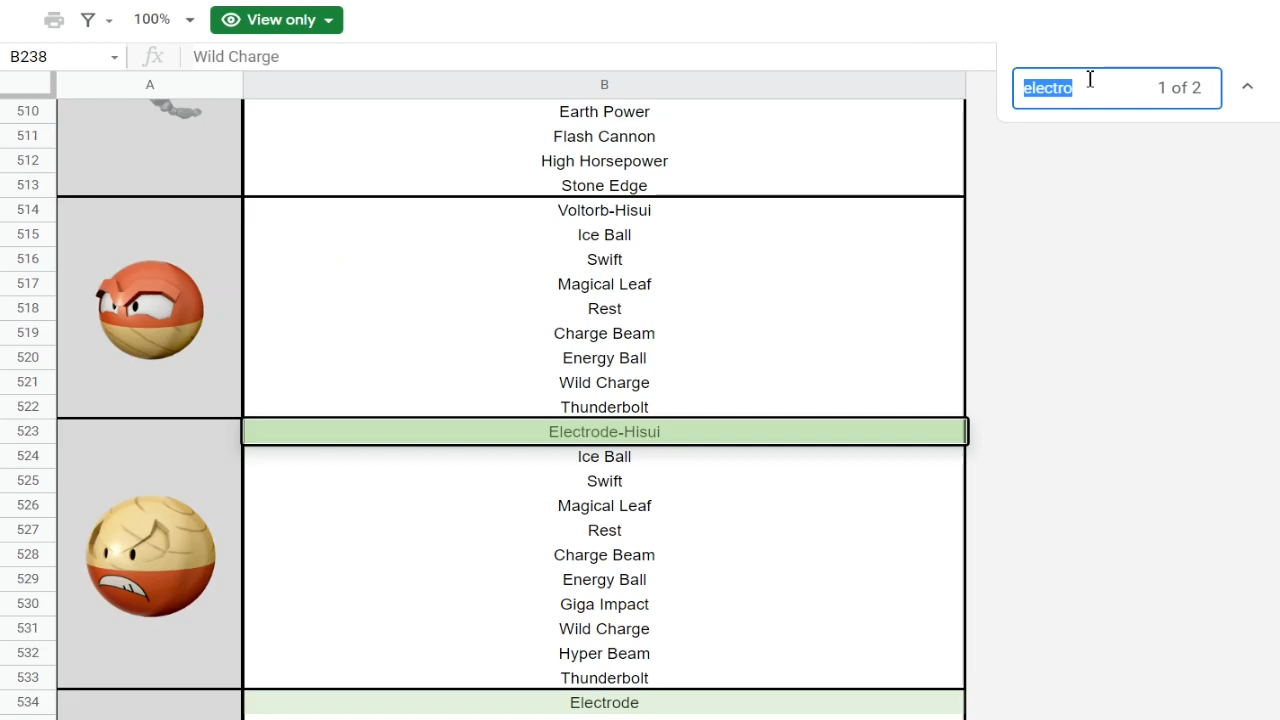 100%
View only
B238
fx
Wild Charge
electro
1 of 2
A
B
510
Earth Power
511
Flash Cannon
512
High Horsepower
513
Stone Edge
514
Voltorb-Hisui
515
Ice Ball
516
Swift
517
Magical Leaf
518
Rest
519
Charge Beam
520
Energy Ball
521
Wild Charge
522
Thunderbolt
523
Electrode-Hisui
524
Ice Ball
525
Swift
526
Magical Leaf
527
Rest
528
Charge Beam
529
Energy Ball
530
Giga Impact
531
Wild Charge
532
Hyper Beam
533
Thunderbolt
534
Electrode